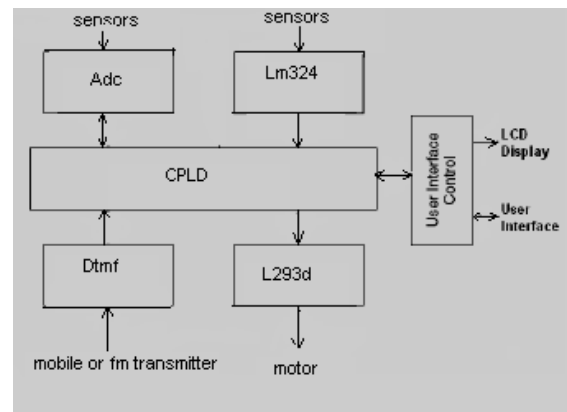 sensors
sensors
Adc
Lm324
CPLD
User Interface
Control
LCD
Display
User
Interface
Dtmf
L293d
mobile or fm transmitter
motor